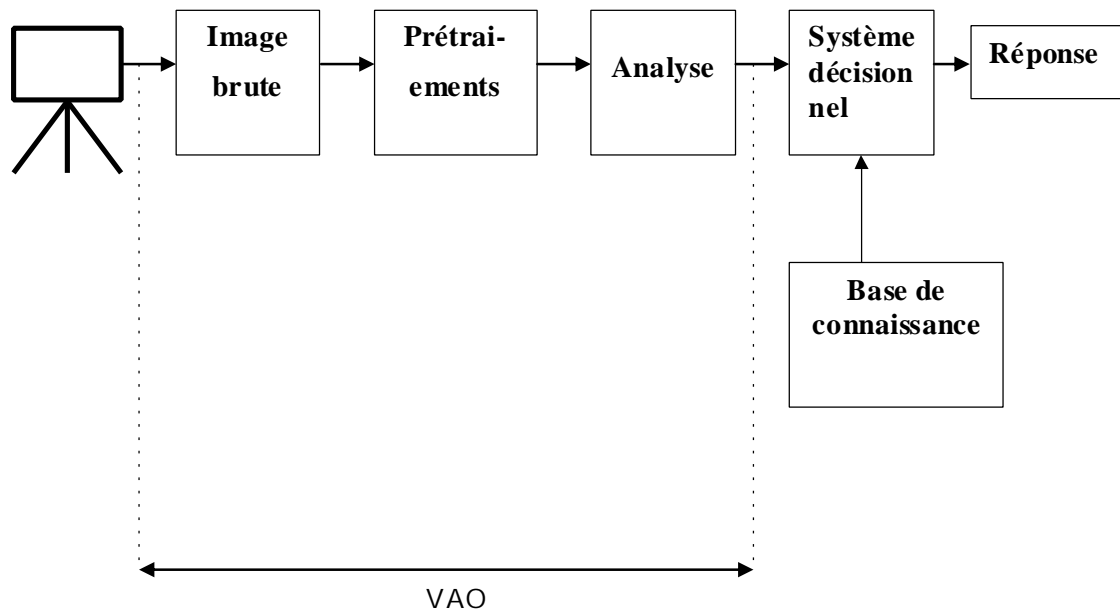 Image
brute
Prétrai-
ements
Analyse
Système
décision
nel
Réponse
Base de
connaissance
VAO